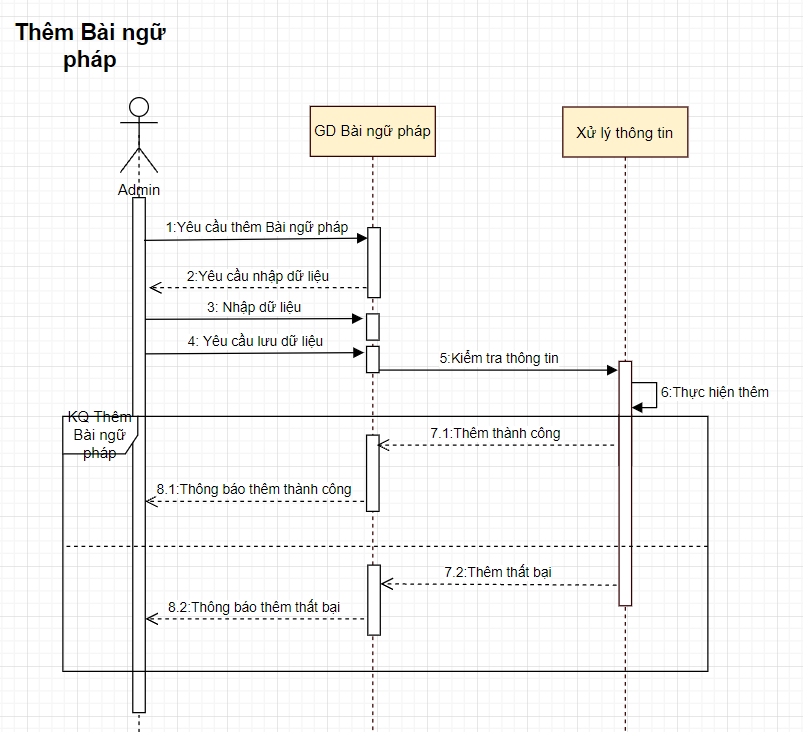 Thêm Bài ngữ
pháp
GD Bài ngữ pháp
Xử lý thông tin
Admin
1:Yêu cầu thêm Bài ngữ pháp
2:Yêu cầu nhập dữ liệu
3: Nhập dữ liệu
4: Yêu cầu lưu dữ liệu
5:Kiểm tra thông tin
6:Thực hiện thêm
KQ Thêm
Bài ngữ
pháp
7.1:Thêm thành công
8.1:Thông báo thêm thành công
7.2:Thêm thất bại
8.2:Thông báo thêm thất bại